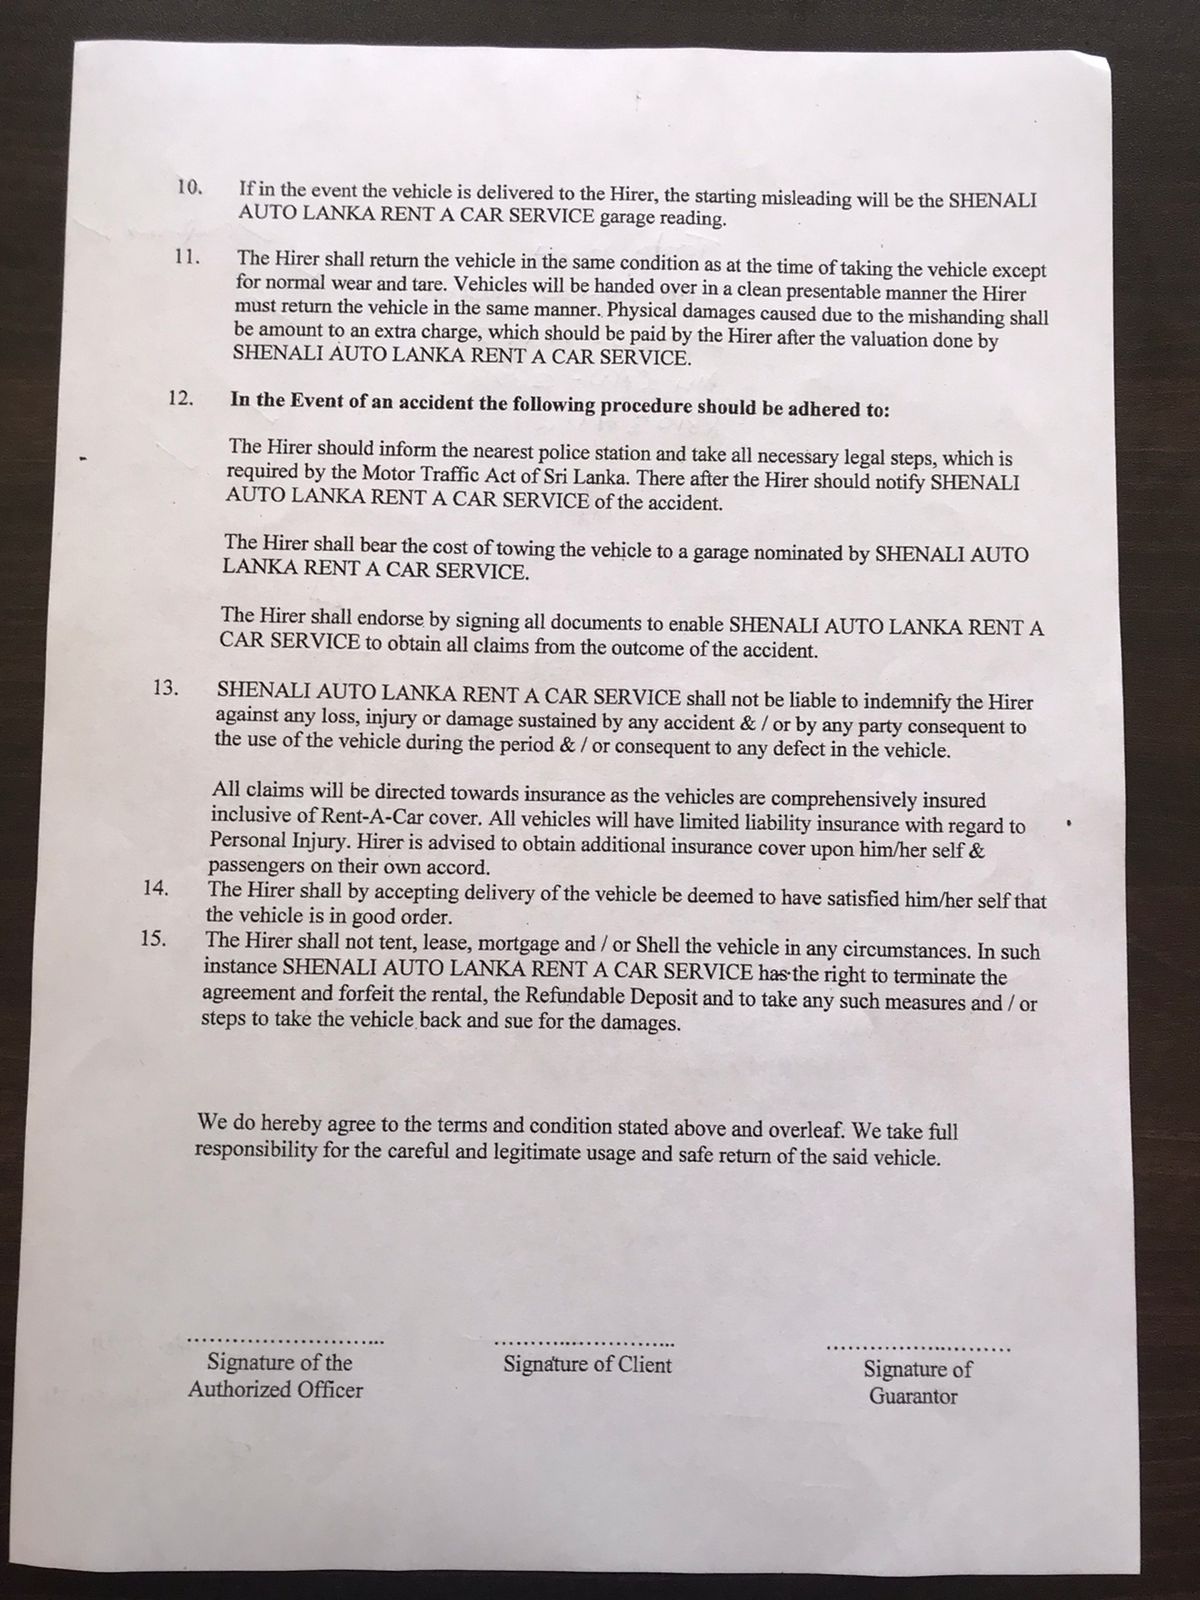 10. If in the event the vehicle is delivered to the Hirer, the starting misleading will be the SHENALI
AUTO LANKA RENT A CAR SERVICE garage reading.
11. The Hirer shall return the vehicle in the same condition as at the time of taking the vehicle except
for normal wear and tare. Vehicles will be handed over in a clean presentable manner the Hirer
must return the vehicle in the same manner. Physical damages caused due to the mishanding shall
be amount to an extra charge, which should be paid by the Hirer after the valuation done by
SHENALI AUTO LANKA RENT A CAR SERVICE.
12. In the Event of an accident the following procedure should be adhered to:
The Hirer should inform the nearest police station and take all necessary legal steps, which is
required by the Motor Traffic Act of Sri Lanka. There after the Hirer should notify SHENALI
AUTO LANKA RENT A CAR SERVICE of the accident.
The Hirer shall bear the cost of towing the vehicle to a garage nominated by SHENALI AUTO
LANKA RENT A CAR SERVICE.
The Hirer shall endorse by signing all documents to enable SHENALI AUTO LANKA RENT A
CAR SERVICE to obtain all claims from the outcome of the accident.
13. SHENALI AUTO LANKA RENT A CAR SERVICE shall not be liable to indemnify the Hirer
against any loss, injury or damage sustained by any accident & / or by any party consequent to
the use of the vehicle during the period & / or consequent to any defect in the vehicle.
All claims will be directed towards insurance as the vehicles are comprehensively insured
inclusive of Rent-A-Car cover. All vehicles will have limited liability insurance with regard to
Personal Injury. Hirer is advised to obtain additional insurance cover upon him/her self &
passengers on their own accord.
14. The Hirer shall by accepting delivery of the vehicle be deemed to have satisfied him/her self that
the vehicle is in good order.
15. The Hirer shall not tent, lease, mortgage and / or Shell the vehicle in any circumstances. In such
instance SHENALI AUTO LANKA RENT A CAR SERVICE has the right to terminate the
agreement and forfeit the rental, the Refundable Deposit and to take any such measures and / or
steps to take the vehicle back and sue for the damages.
We do hereby agree to the terms and condition stated above and overleaf. We take full
responsibility for the careful and legitimate usage and safe return of the said vehicle.
Signature of the
Authorized Officer
Signature of Client
Signature of
Guarantor